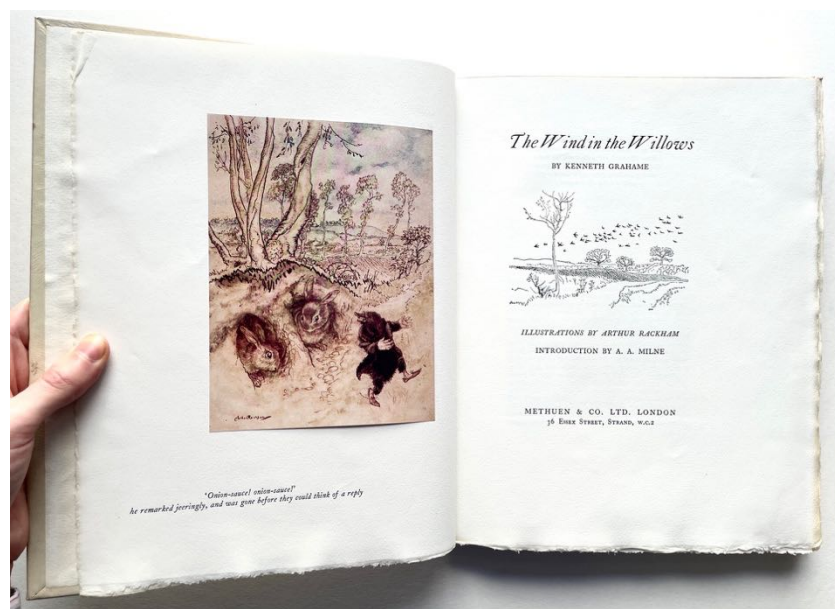 'Onion-sauce! onion-sauce!'
he remarked jeeringly, and was gone before they could think of a reply
The Wind in the Willows
BY KENNETH GRAHAME
ILLUSTRATIONS BY ARTHUR RACKHAM
INTRODUCTION BY A. A. MILNE
METHUEN & CO. LTD. LONDON
36 ESSEX STREET, STRAND, W.C.2